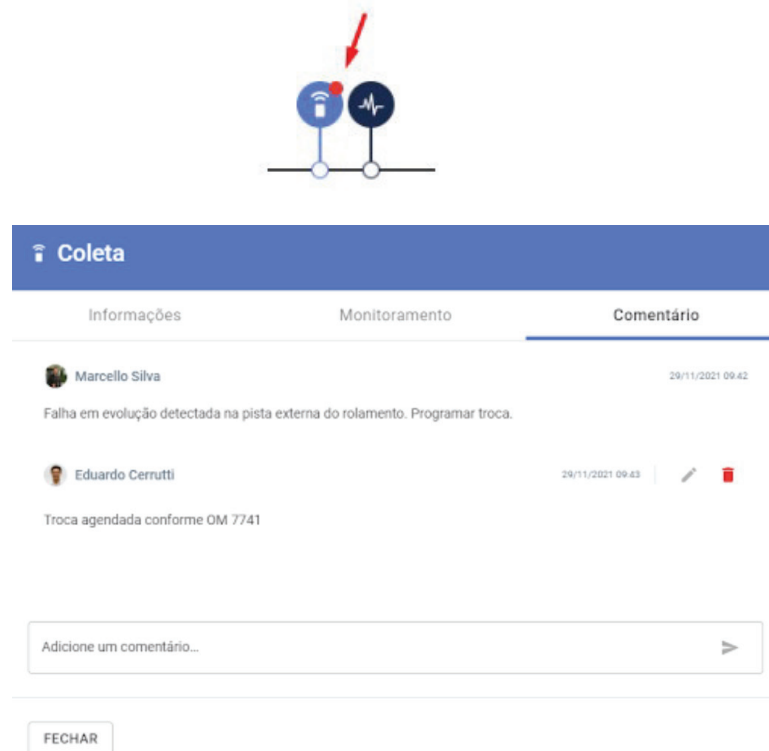 Coleta
Informações Monitoramento Comentário
Marcello Silva 29/11/2021 09:42
Falha em evolução detectada na pista externa do rolamento. Programar troca.
Eduardo Cerrutti 29/11/2021 09:43
Troca agendada conforme OM 7741
Adicione um comentário...
FECHAR